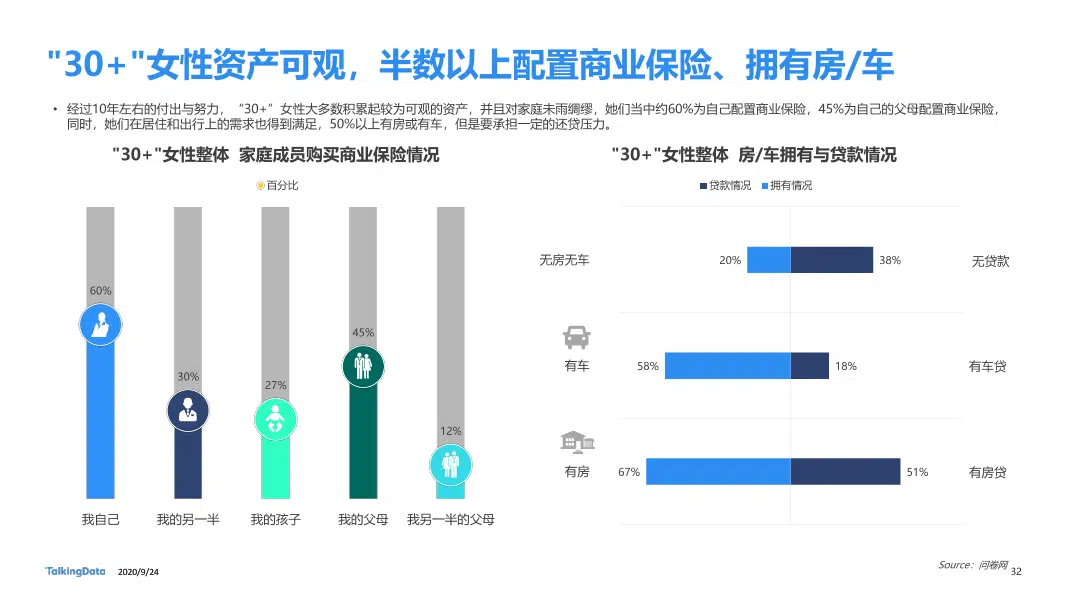 "30+"女性资产可观，半数以上配置商业保险、拥有房/车
• 经过10年左右的付出与努力，“30+”女性大多数积累起较为可观的资产，并且对家庭未雨绸缪，她们当中约60%为自己配置商业保险，45%为自己的父母配置商业保险，
同时，她们在居住和出行上的需求也得到满足，50%以上有房或有车，但是要承担一定的还贷压力。
"30+"女性整体 家庭成员购买商业保险情况
百分比
60%
30%
27%
45%
12%
我自己
我的另一半
我的孩子
我的父母
我另一半的父母
"30+"女性整体 房/车拥有与贷款情况
贷款情况 拥有情况
无房无车 20% 38% 无贷款
有车 58% 18% 有车贷
有房 67% 51% 有房贷
TalkingData 2020/9/24
Source：问卷网
32